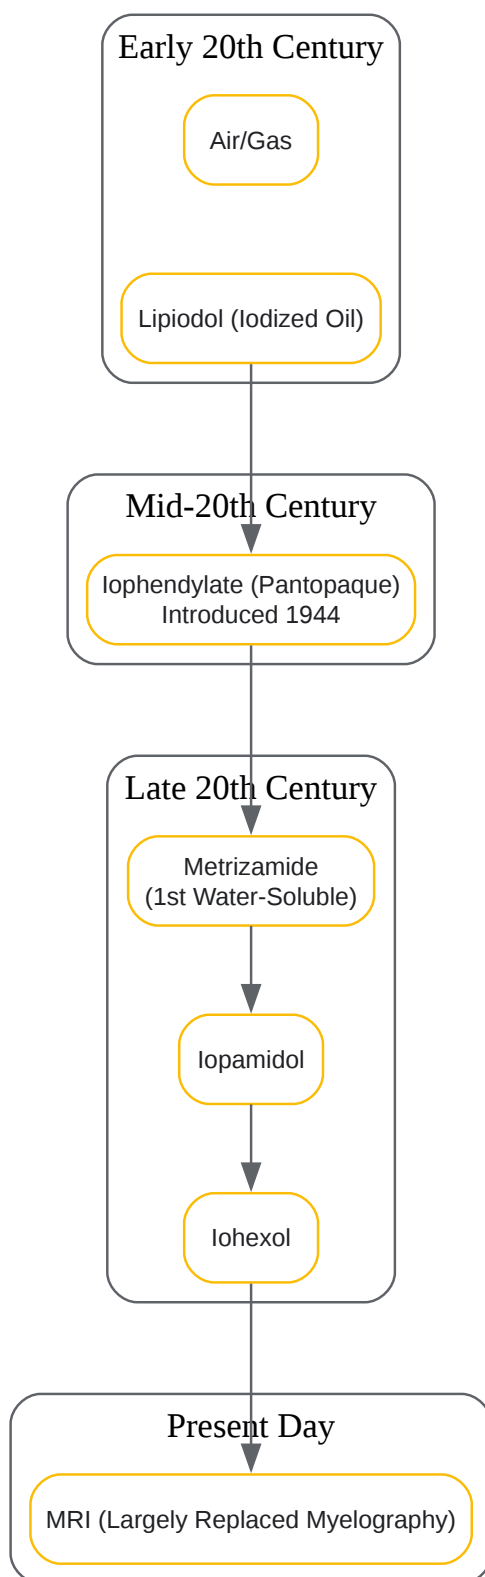 Early 20th Century
Air/Gas
Lipiodol (Iodized Oil)
Mid-20th Century
Iophendylate (Pantopaque)
Introduced 1944
Late 20th Century
Metrizamide
(1st Water-Soluble)
Iopamidol
Iohexol
Present Day
MRI (Largely Replaced Myelography)